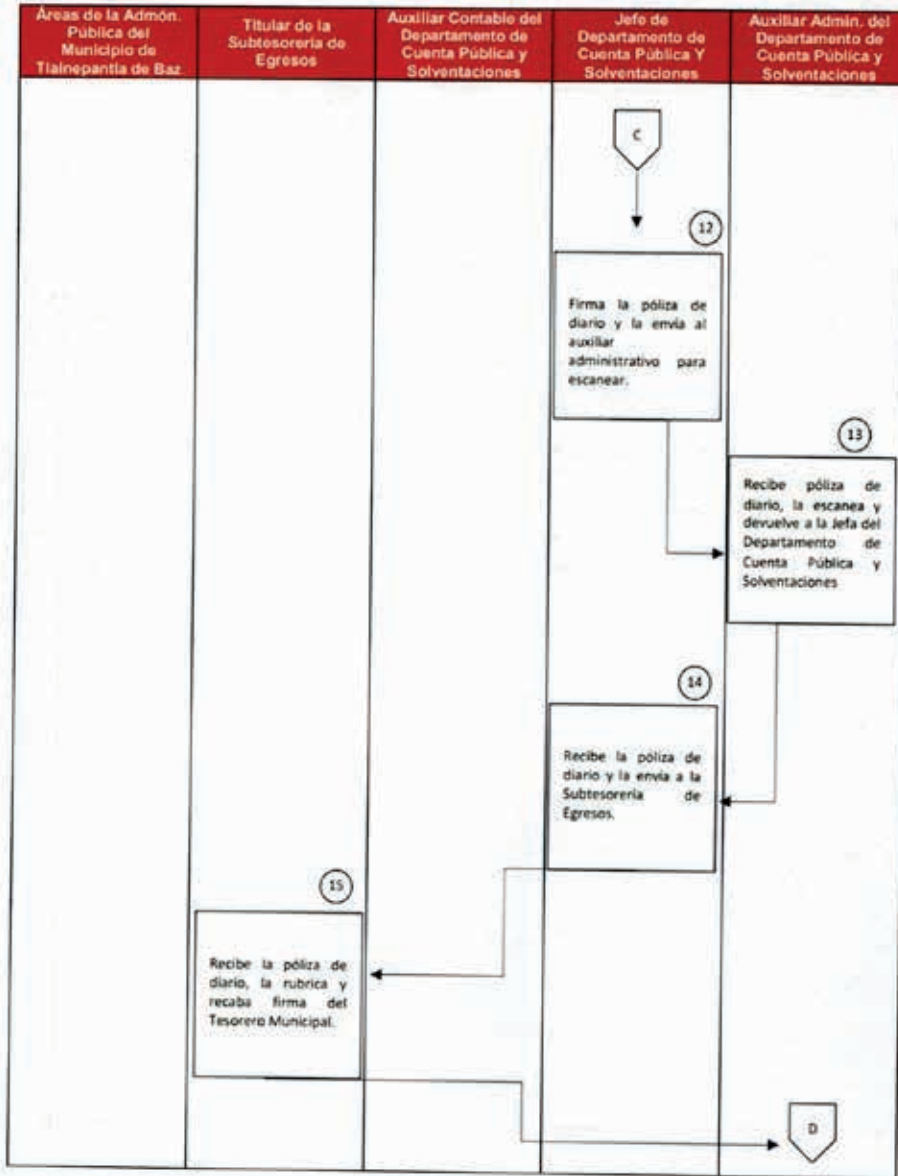 Áreas de la Admón.
Pública del
Municipio de
Tlalnepantla de Baz
Titular de la
Subtesorería de
Egresos
Auxiliar Contable del
Departamento de
Cuenta Pública y
Solventaciones
Jefe de
Departamento de
Cuenta Pública Y
Solventaciones
Auxiliar Admin. del
Departamento de
Cuenta Pública y
Solventaciones
C
12
Firma la póliza de
diario y la envía al
auxiliar
administrativo para
escanear.
13
Recibe póliza de
diario, la escanea y
devuelve a la Jefa del
Departamento de
Cuenta Pública y
Solventaciones
14
Recibe la póliza de
diario y la envía a la
Subtesorería de
Egresos.
15
Recibe la póliza de
diario, la rubrica y
recaba firma del
Tesorero Municipal.
D